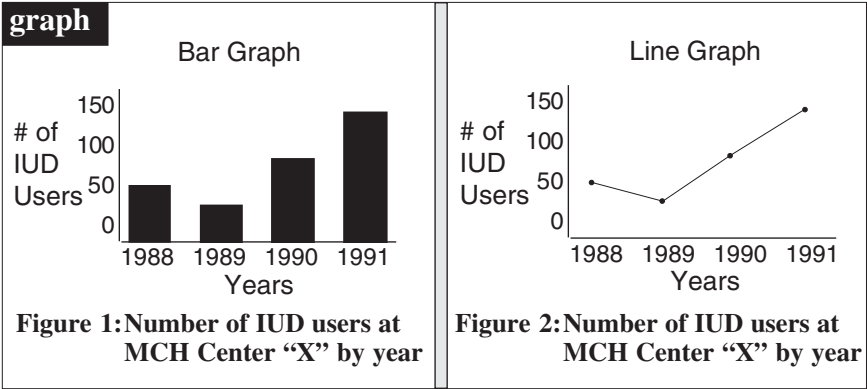 graph
Bar Graph
150
100
50
0
# of
IUD
Users
1988 1989 1990 1991
Years
Figure 1: Number of IUD users at
MCH Center “X” by year
Line Graph
150
100
50
0
# of
IUD
Users
1988 1989 1990 1991
Years
Figure 2: Number of IUD users at
MCH Center “X” by year